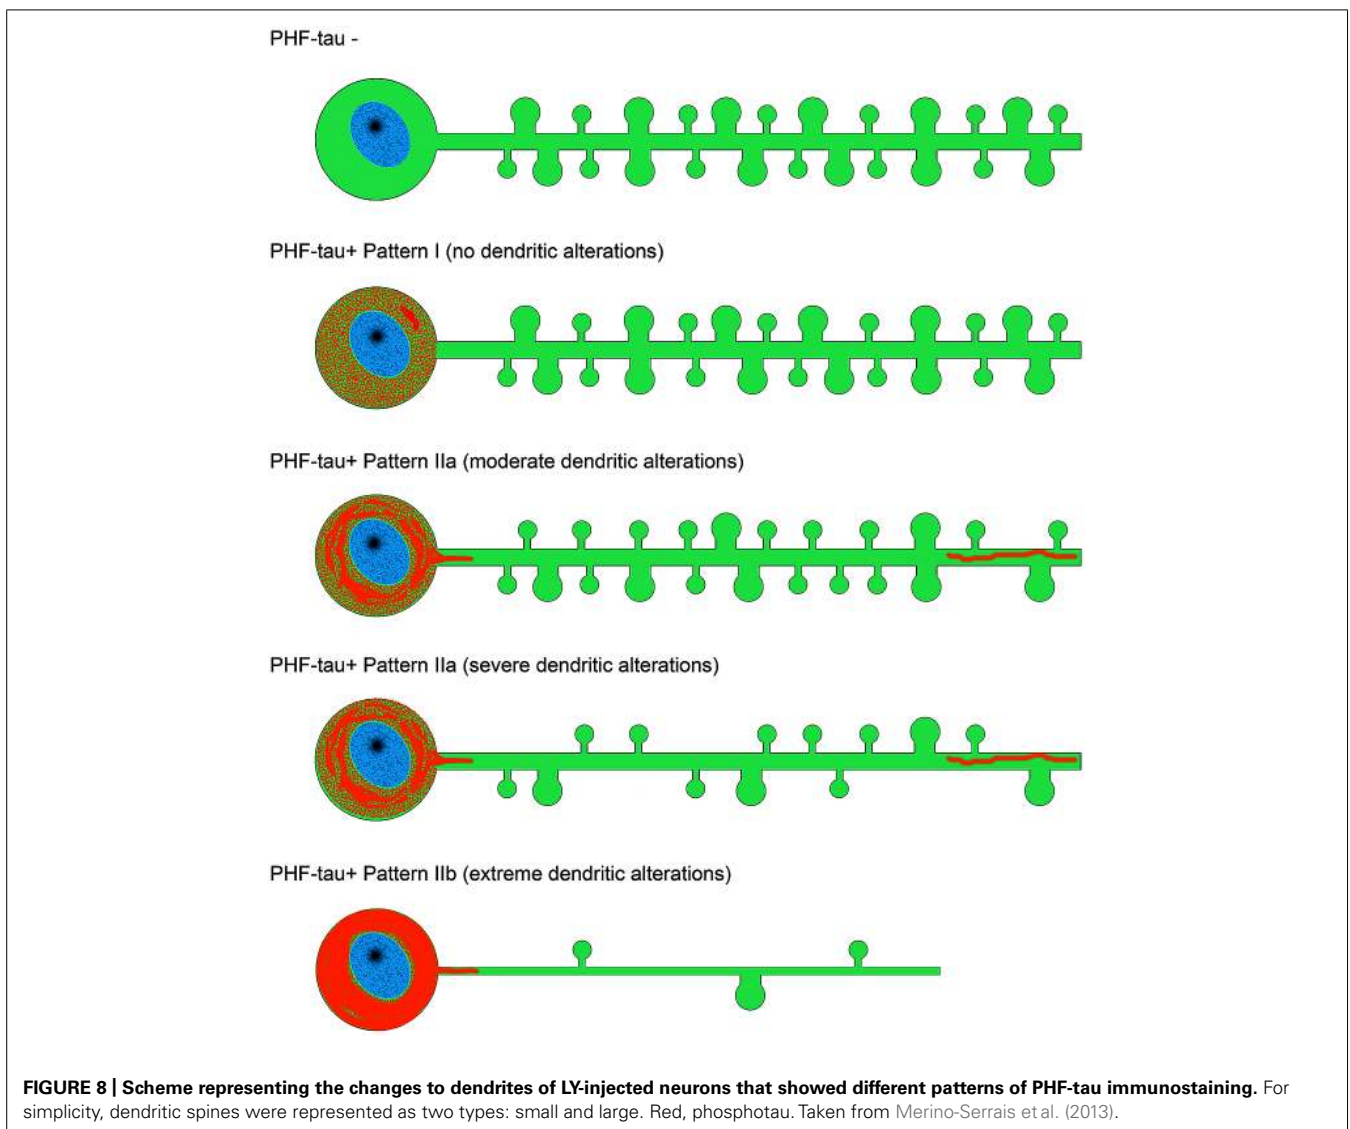 PHF-tau -
PHF-tau+ Pattern I (no dendritic alterations)
PHF-tau+ Pattern IIa (moderate dendritic alterations)
PHF-tau+ Pattern IIa (severe dendritic alterations)
PHF-tau+ Pattern IIb (extreme dendritic alterations)
FIGURE 8 | Scheme representing the changes to dendrites of LY-injected neurons that showed different patterns of PHF-tau immunostaining. For
simplicity, dendritic spines were represented as two types: small and large. Red, phosphotau. Taken from Merino-Serrais et al. (2013).